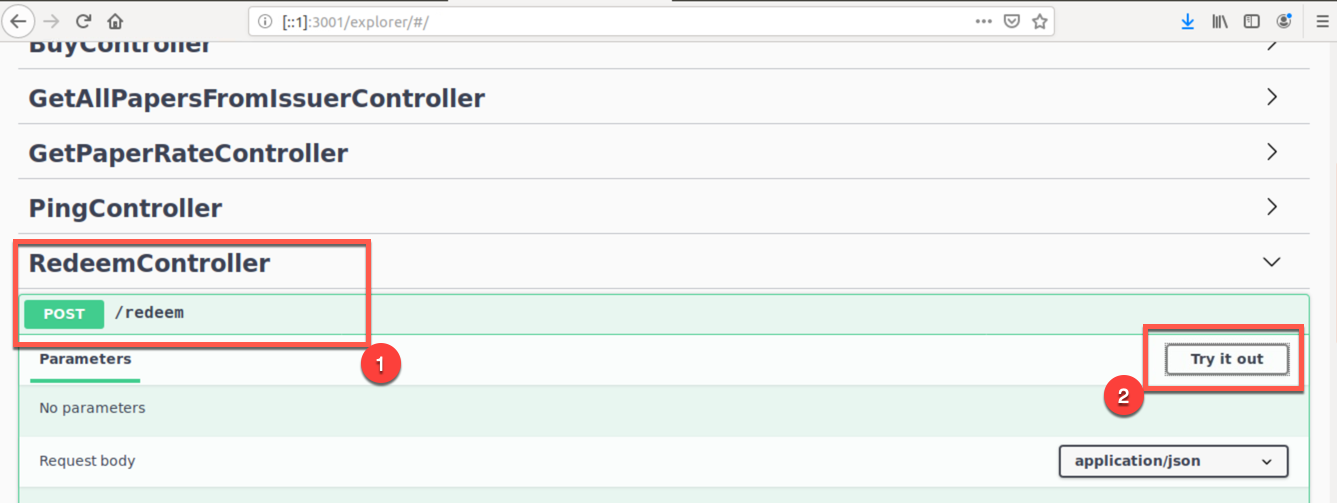 [::1]:3001/explorer/#/
BuyController
GetAllPapersFromIssuerController
GetPaperRateController
PingController
RedeemController
POST /redeem
Parameters
Try it out
1
2
No parameters
Request body
application/json